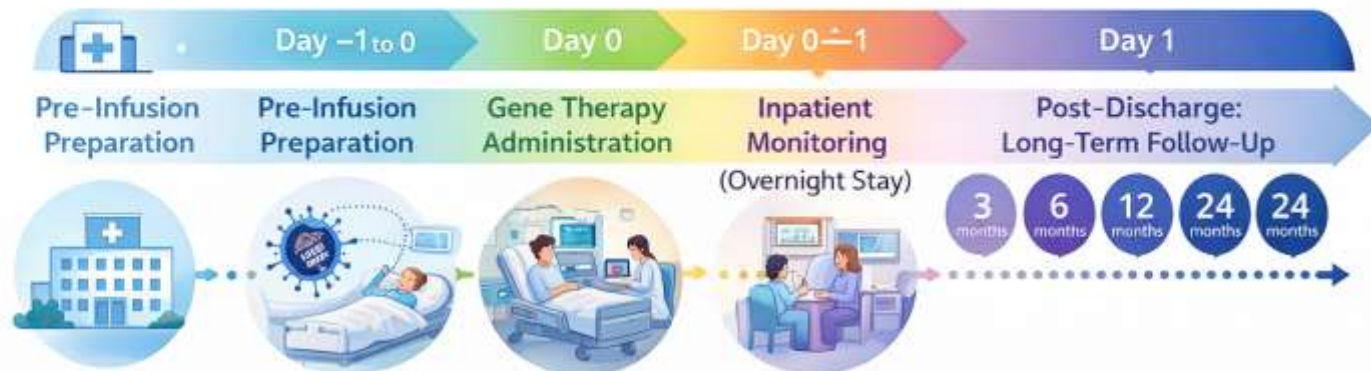 Day −1 to 0
Day 0
Day 0−1
Day 1
Pre-Infusion
Preparation
Pre-Infusion
Preparation
Gene Therapy
Administration
Inpatient
Monitoring
(Overnight Stay)
Post-Discharge:
Long-Term Follow-Up
3
months
6
months
12
months
24
months
24
months